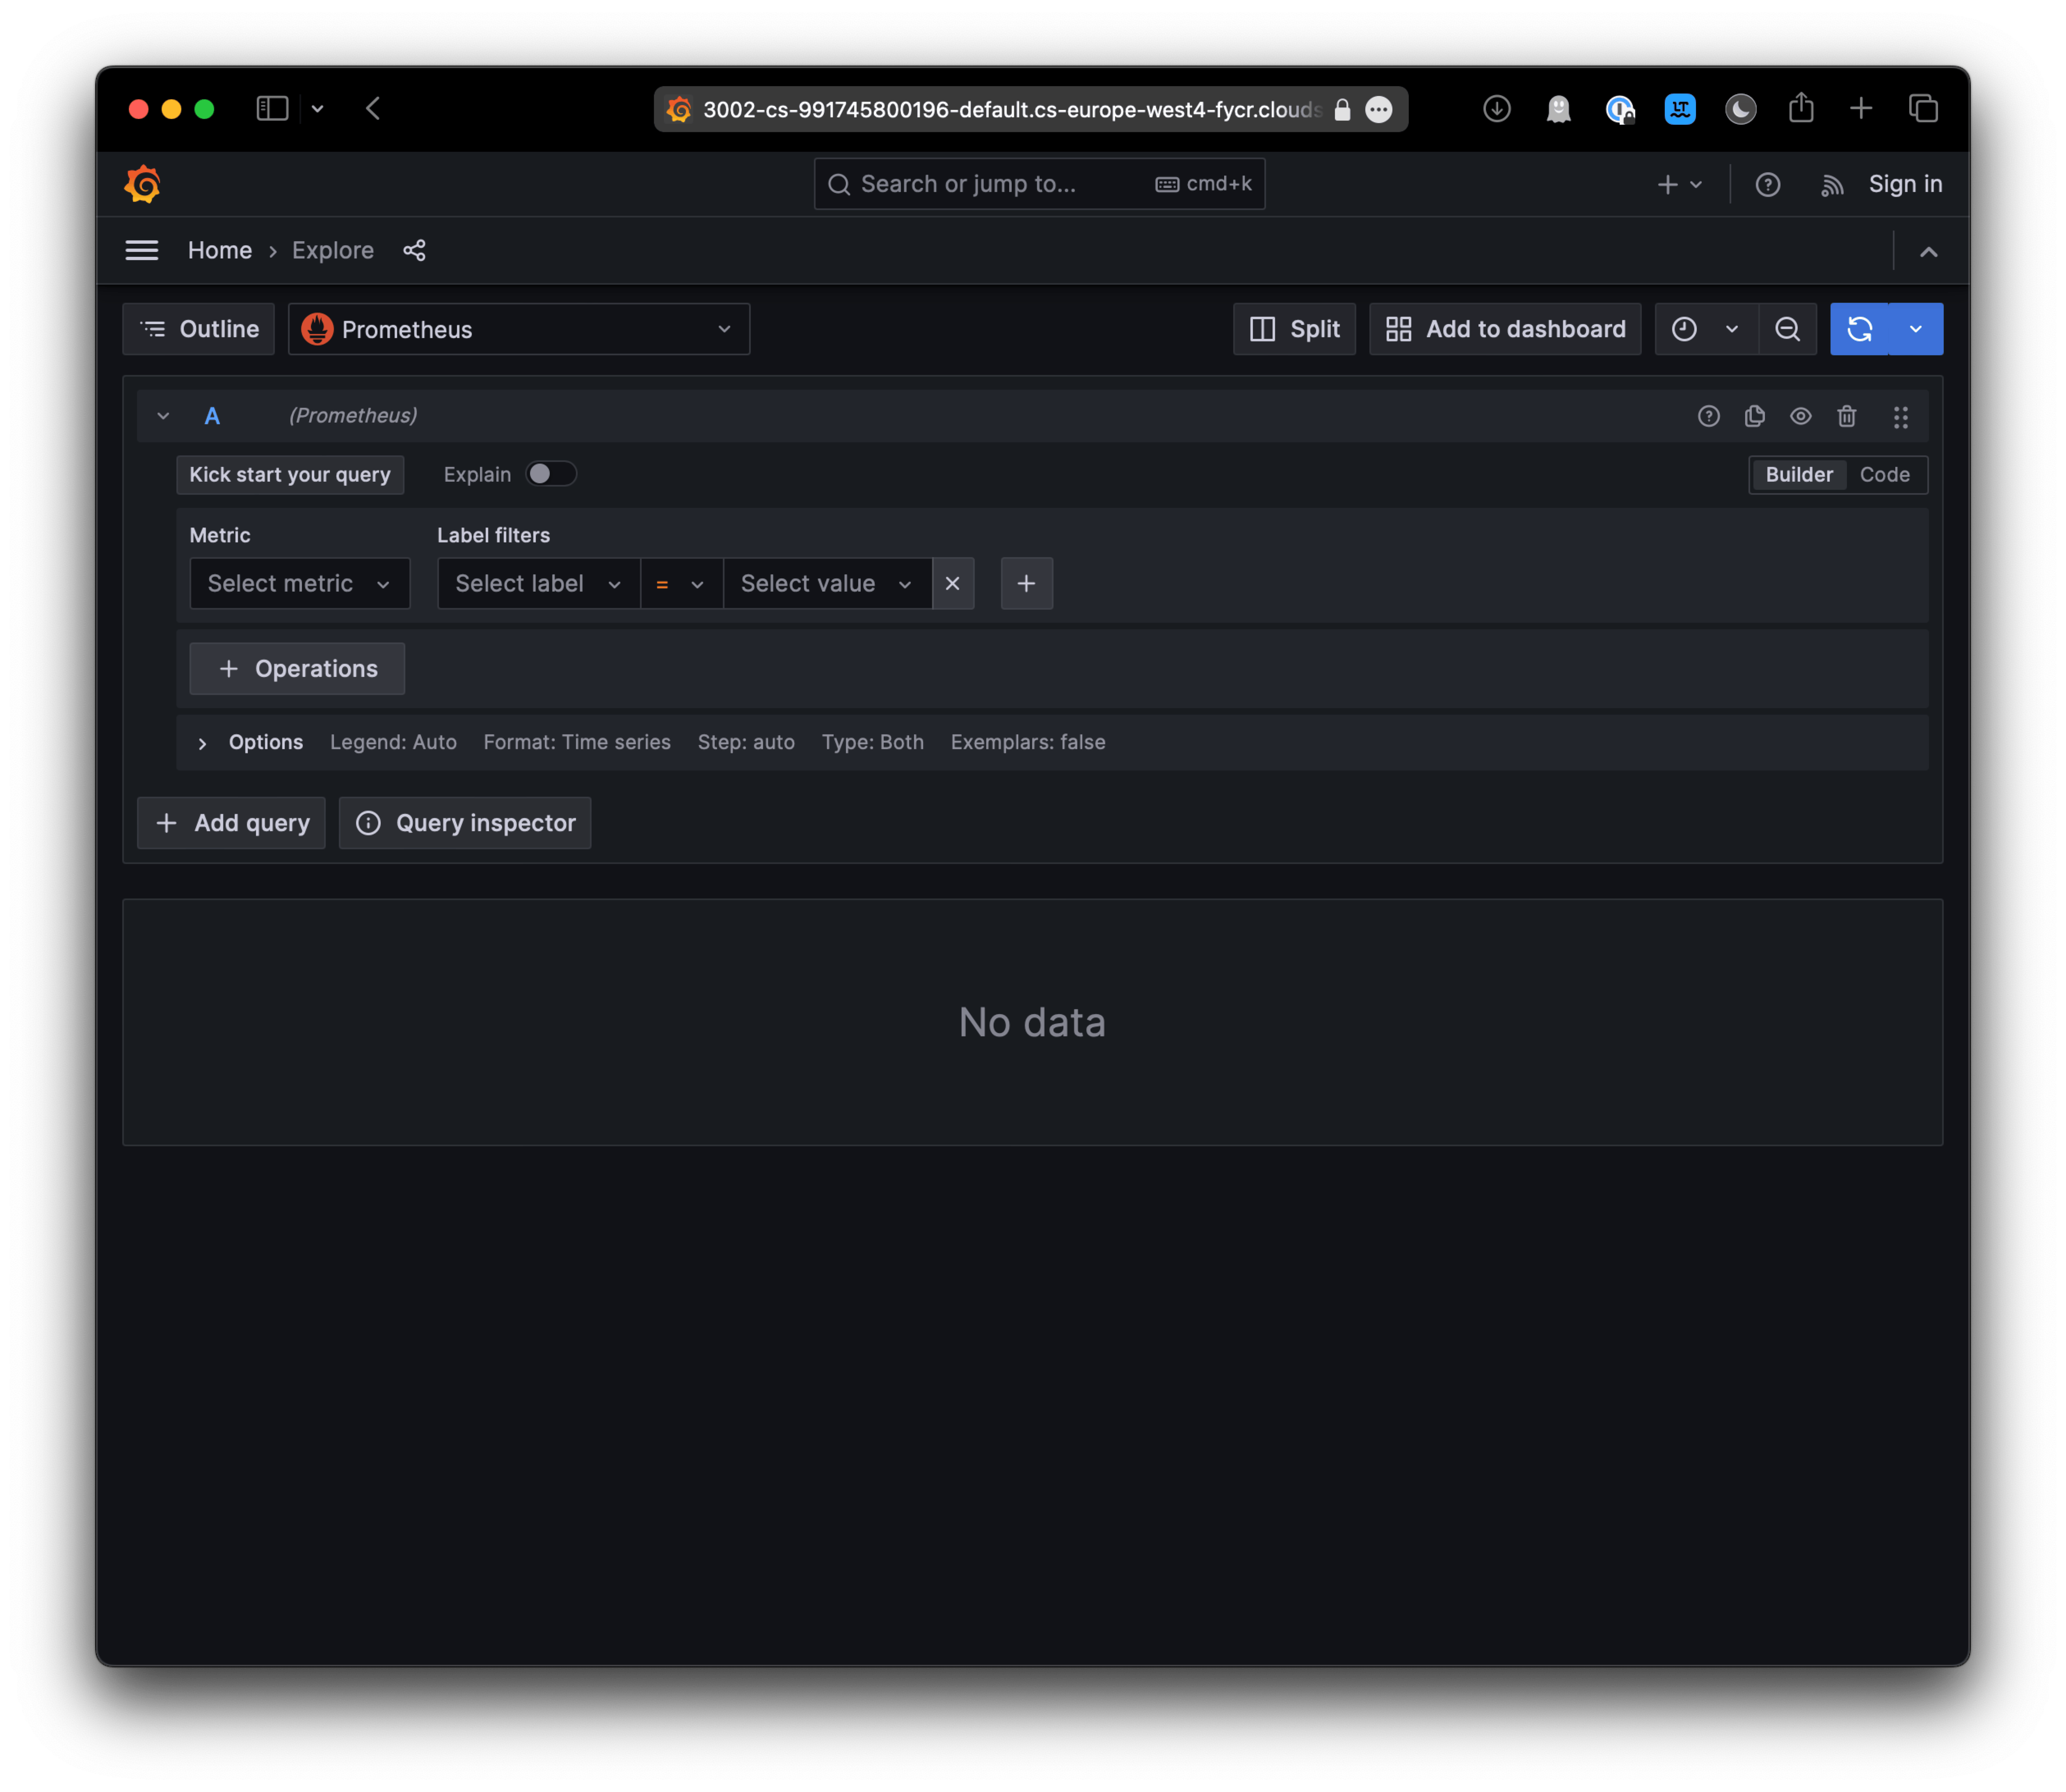 3002-cs-991745800196-default.cs-europe-west4-fycr.clouds
LT
Search or jump to... cmd+k
Sign in
Home › Explore
Outline Prometheus Split Add to dashboard
A (Prometheus)
Kick start your query Explain Builder Code
Metric Label filters
Select metric Select label = Select value
+ Operations
Options Legend: Auto Format: Time series Step: auto Type: Both Exemplars: false
+ Add query Query inspector
No data